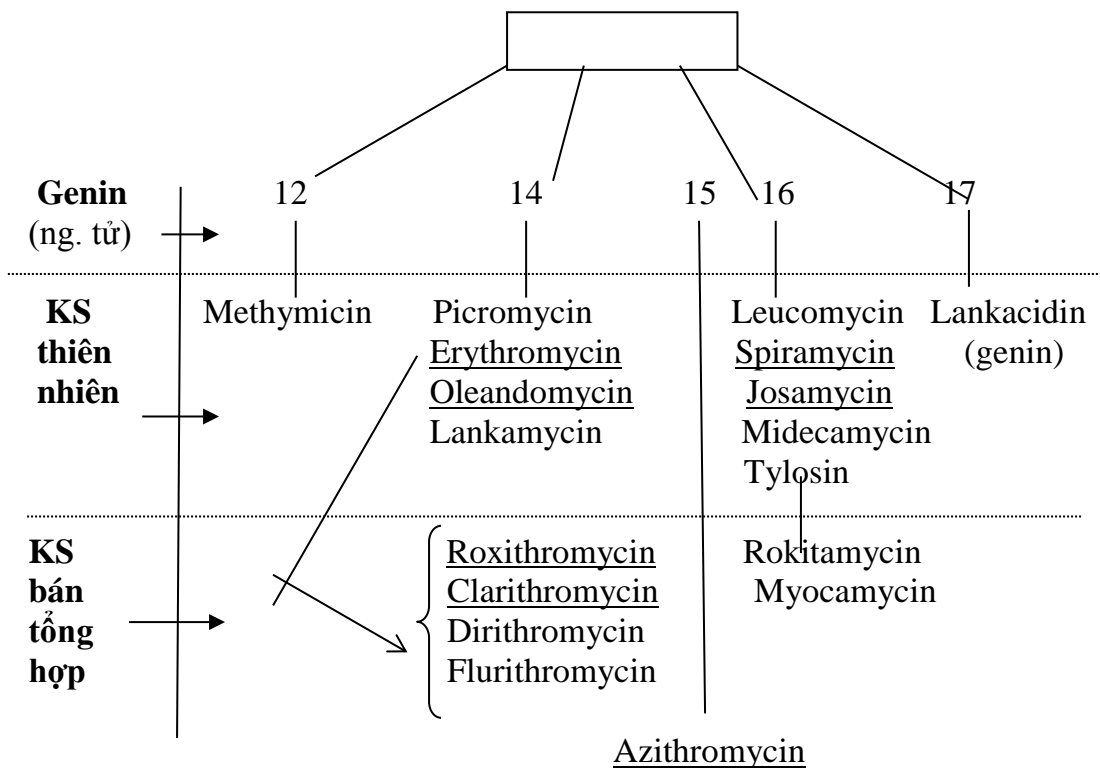 Genin 12 14 15 16 17
(ng. tử)
KS Methymicin Picromycin Leucomycin Lankacidin
thiên Erythromycin Spiramycin (genin)
nhiên Oleandomycin Josamycin
Lankamycin Midecamycin
Tylosin
KS Roxithromycin Rokitamycin
bán Clarithromycin Myocamycin
tổng Dirithromycin
hợp Flurithromycin
Azithromycin